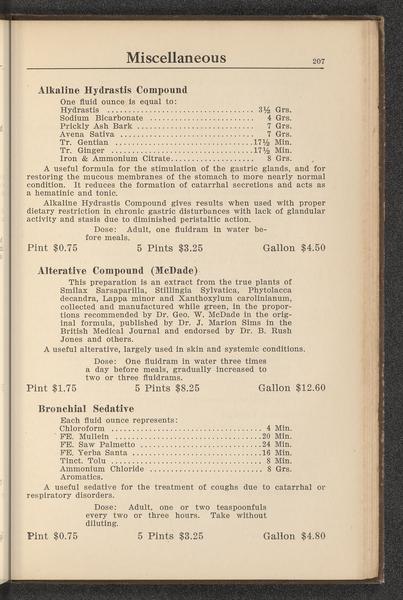 Miscellaneous 207
Alkaline Hydrastis Compound
One fluid ounce is equal to:
Hydrastis ................................ 3½ Grs.
Sodium Bicarbonate ....................... 4 Grs.
Prickly Ash Bark ......................... 7 Grs.
Avena Sativa ............................. 7 Grs.
Tr. Gentian .............................. 17½ Min.
Tr. Ginger ............................... 17½ Min.
Iron & Ammonium Citrate.................. 8 Grs.
A useful formula for the stimulation of the gastric glands, and for
restoring the mucous membranes of the stomach to more nearly normal
condition. It reduces the formation of catarrhal secretions and acts as
a hematinic and tonic.
Alkaline Hydrastis Compound gives results when used with proper
dietary restriction in chronic gastric disturbances with lack of glandular
activity and stasis due to diminished peristaltic action.
Dose: Adult, one fluidram in water be-
fore meals.
Pint $0.75 5 Pints $3.25 Gallon $4.50
Alterative Compound (McDade)
This preparation is an extract from the true plants of
Smilax Sarsaparilla, Stillingia Sylvatica, Phytolacca
decandra, Lappa minor and Xanthoxylum carolinianum,
collected and manufactured while green, in the propor-
tions recommended by Dr. Geo. W. McDade in the orig-
inal formula, published by Dr. J. Marion Sims in the
British Medical Journal and endorsed by Dr. B. Rush
Jones and others.
A useful alterative, largely used in skin and systemic conditions.
Dose: One fluidram in water three times
a day before meals, gradually increased to
two or three fluidrams.
Pint $1.75 5 Pints $8.25 Gallon $12.60
Bronchial Sedative
Each fluid ounce represents:
Chloroform ............................... 4 Min.
FE. Mullein .............................. 20 Min.
FE. Saw Palmetto ......................... 24 Min.
FE. Yerba Santa .......................... 16 Min.
Tinct. Tolu .............................. 8 Min.
Ammonium Chloride ........................ 8 Grs.
Aromatics.
A useful sedative for the treatment of coughs due to catarrhal or
respiratory disorders.
Dose: Adult, one or two teaspoonfuls
every two or three hours. Take without
diluting.
Pint $0.75 5 Pints $3.25 Gallon $4.80